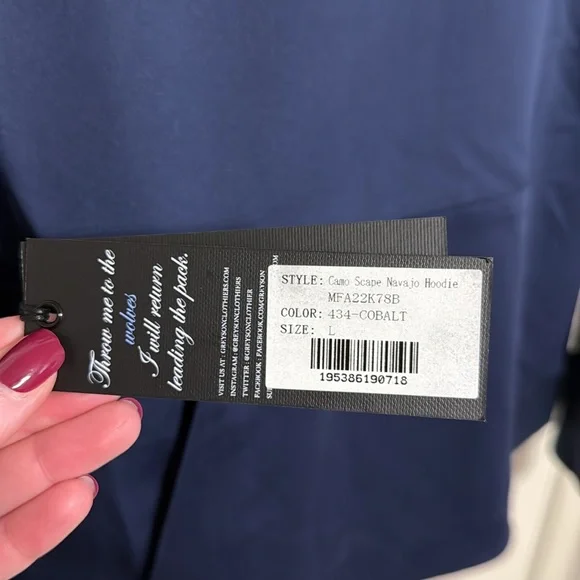 Throw me to the
wolves
I will return
leading the pack.
VISIT US AT : GREYSONCLOTHIERS.COM
INSTAGRAM : @GREYSONCLOTHIERS
TWITTER : @GREYSONCLOTHIER
FACEBOOK : FACEBOOK.COM/GREYSON
STYLE: Camo Scape Navajo Hoodie
MFA22K78B
COLOR: 434-COBALT
SIZE: L
195386190718